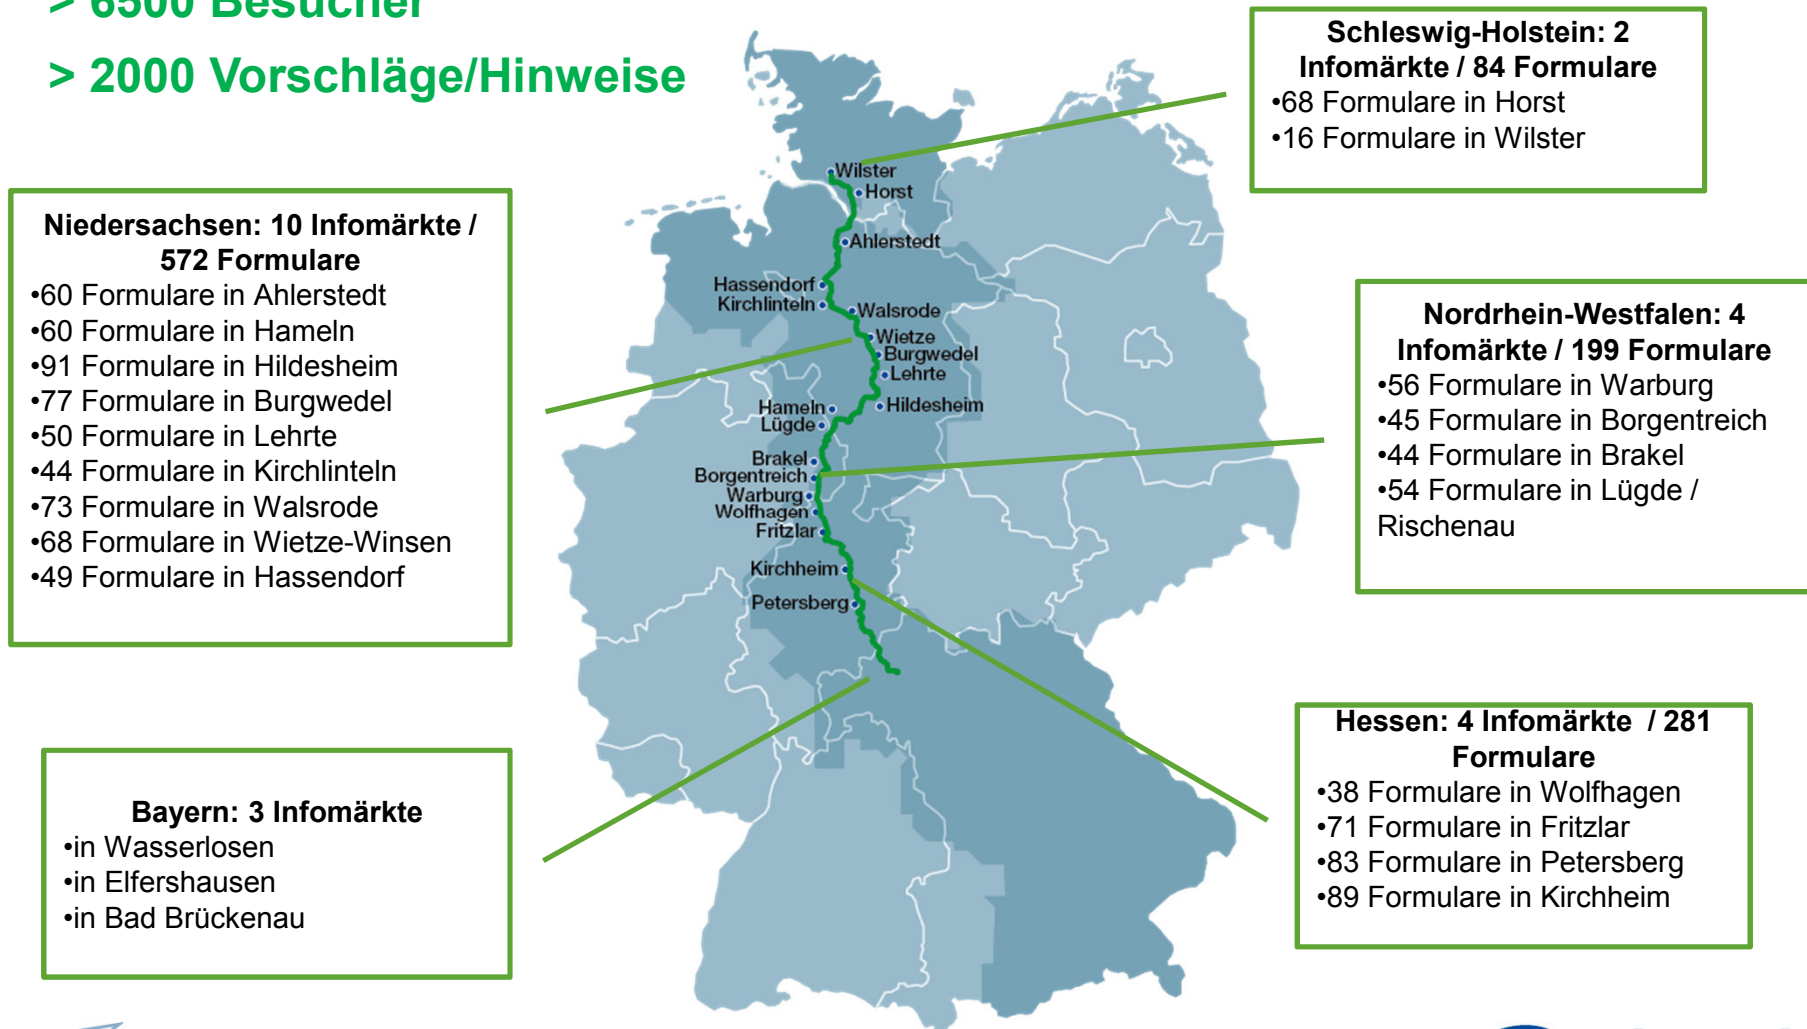 > 6500 Besucher
> 2000 Vorschläge/Hinweise
Schleswig-Holstein: 2
Infomärkte / 84 Formulare
•68 Formulare in Horst
•16 Formulare in Wilster
Niedersachsen: 10 Infomärkte /
572 Formulare
•60 Formulare in Ahlerstedt
•60 Formulare in Hameln
•91 Formulare in Hildesheim
•77 Formulare in Burgwedel
•50 Formulare in Lehrte
•44 Formulare in Kirchlinteln
•73 Formulare in Walsrode
•68 Formulare in Wietze-Winsen
•49 Formulare in Hassendorf
Wilster
Horst
Ahlerstedt
Hassendorf
Kirchlinteln
Walsrode
Wietze
Burgwedel
Lehrte
Hameln
Hildesheim
Lügde
Brakel
Borgentreich
Warburg
Wolfhagen
Fritzlar
Kirchheim
Petersberg
Nordrhein-Westfalen: 4
Infomärkte / 199 Formulare
•56 Formulare in Warburg
•45 Formulare in Borgentreich
•44 Formulare in Brakel
•54 Formulare in Lügde /
Rischenau
Bayern: 3 Infomärkte
•in Wasserlosen
•in Elfershausen
•in Bad Brückenau
Hessen: 4 Infomärkte / 281
Formulare
•38 Formulare in Wolfhagen
•71 Formulare in Fritzlar
•83 Formulare in Petersberg
•89 Formulare in Kirchheim